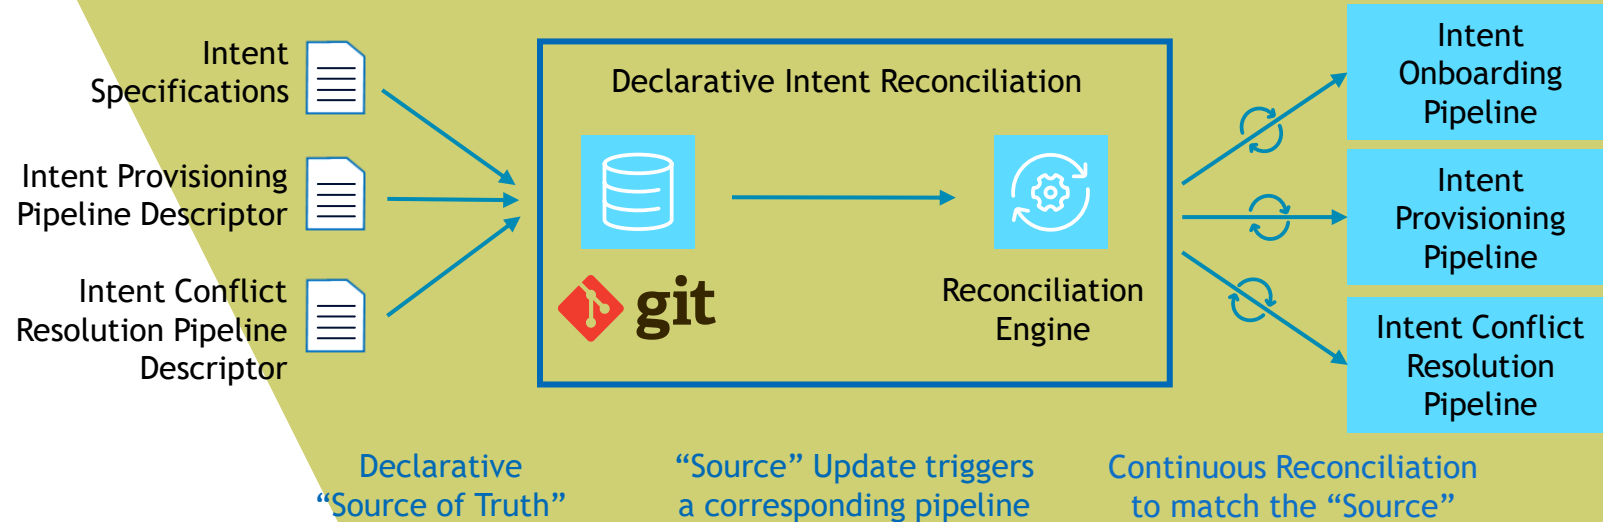 Intent
Specifications
Intent Provisioning
Pipeline Descriptor
Intent Conflict
Resolution Pipeline
Descriptor
Declarative Intent Reconciliation
git
Reconciliation
Engine
Intent
Onboarding
Pipeline
Intent
Provisioning
Pipeline
Intent Conflict
Resolution
Pipeline
Declarative
“Source of Truth”
“Source” Update triggers
a corresponding pipeline
Continuous Reconciliation
to match the “Source”